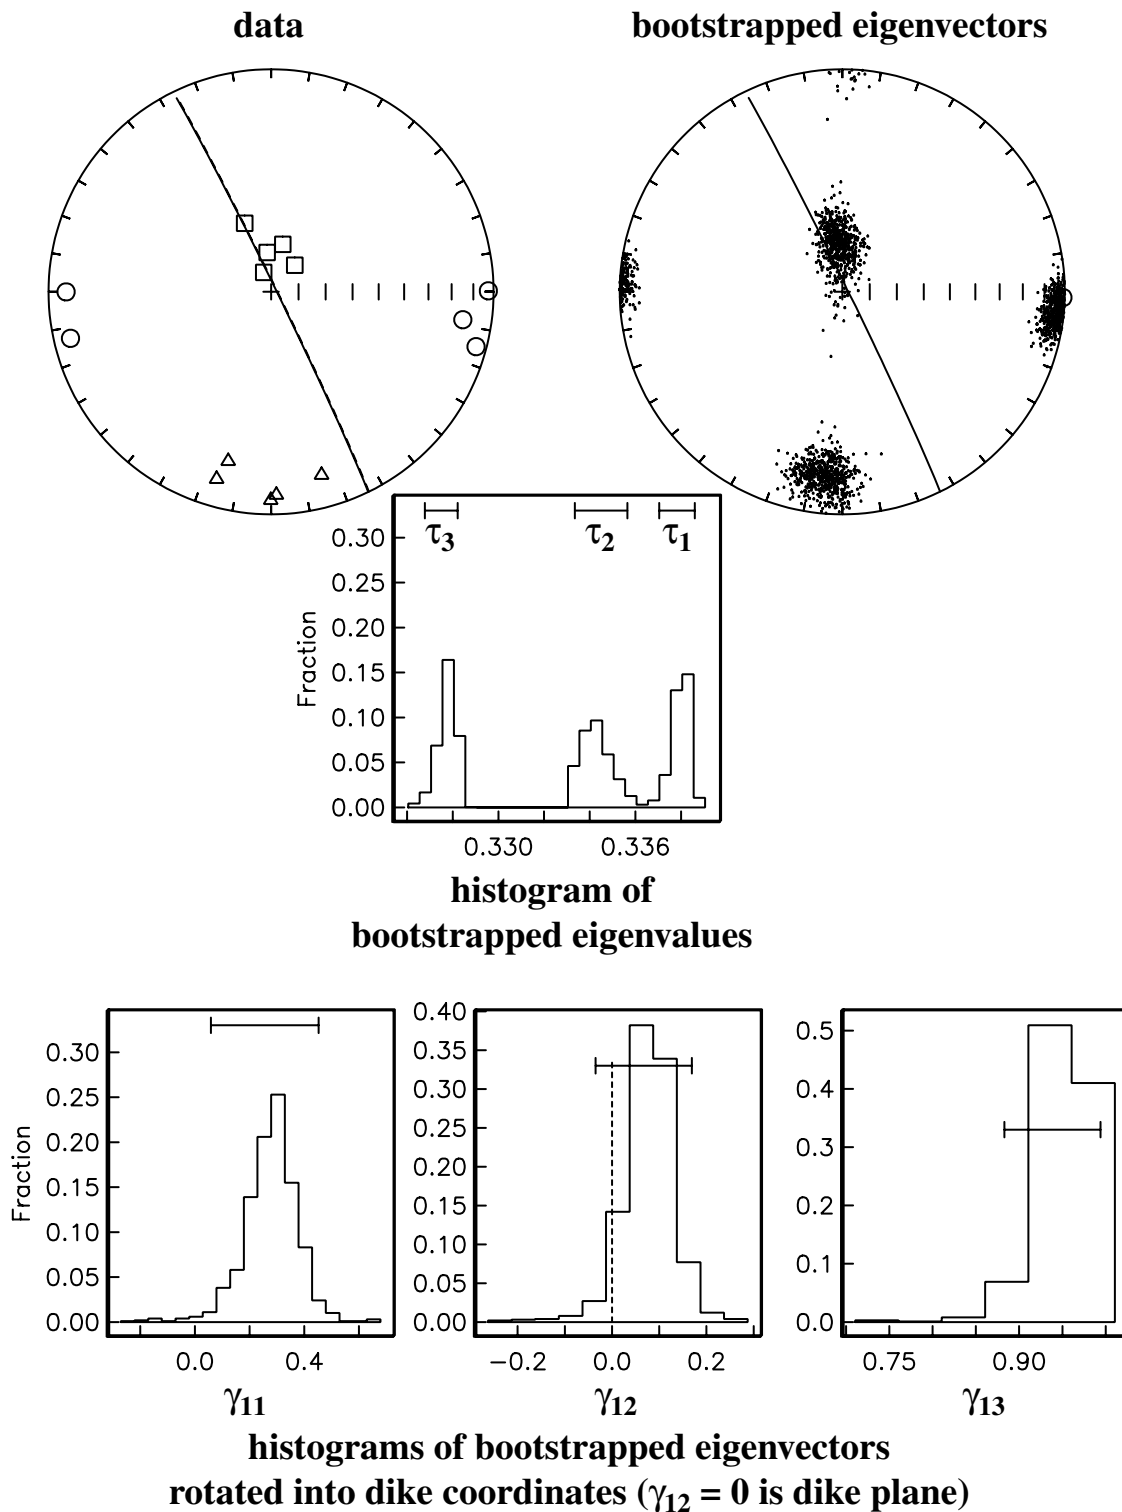 data
bootstrapped eigenvectors
τ3 τ2 τ1
0.30
0.25
0.20
0.15
0.10
0.05
0.00
Fraction
0.330 0.336
histogram of
bootstrapped eigenvalues
0.30
0.25
0.20
0.15
0.10
0.05
0.00
Fraction
0.0 0.4
γ11
0.40
0.35
0.30
0.25
0.20
0.15
0.10
0.05
0.00
−0.2 0.0 0.2
γ12
0.5
0.4
0.3
0.2
0.1
0.0
0.75 0.90
γ13
histograms of bootstrapped eigenvectors
rotated into dike coordinates (γ12 = 0 is dike plane)